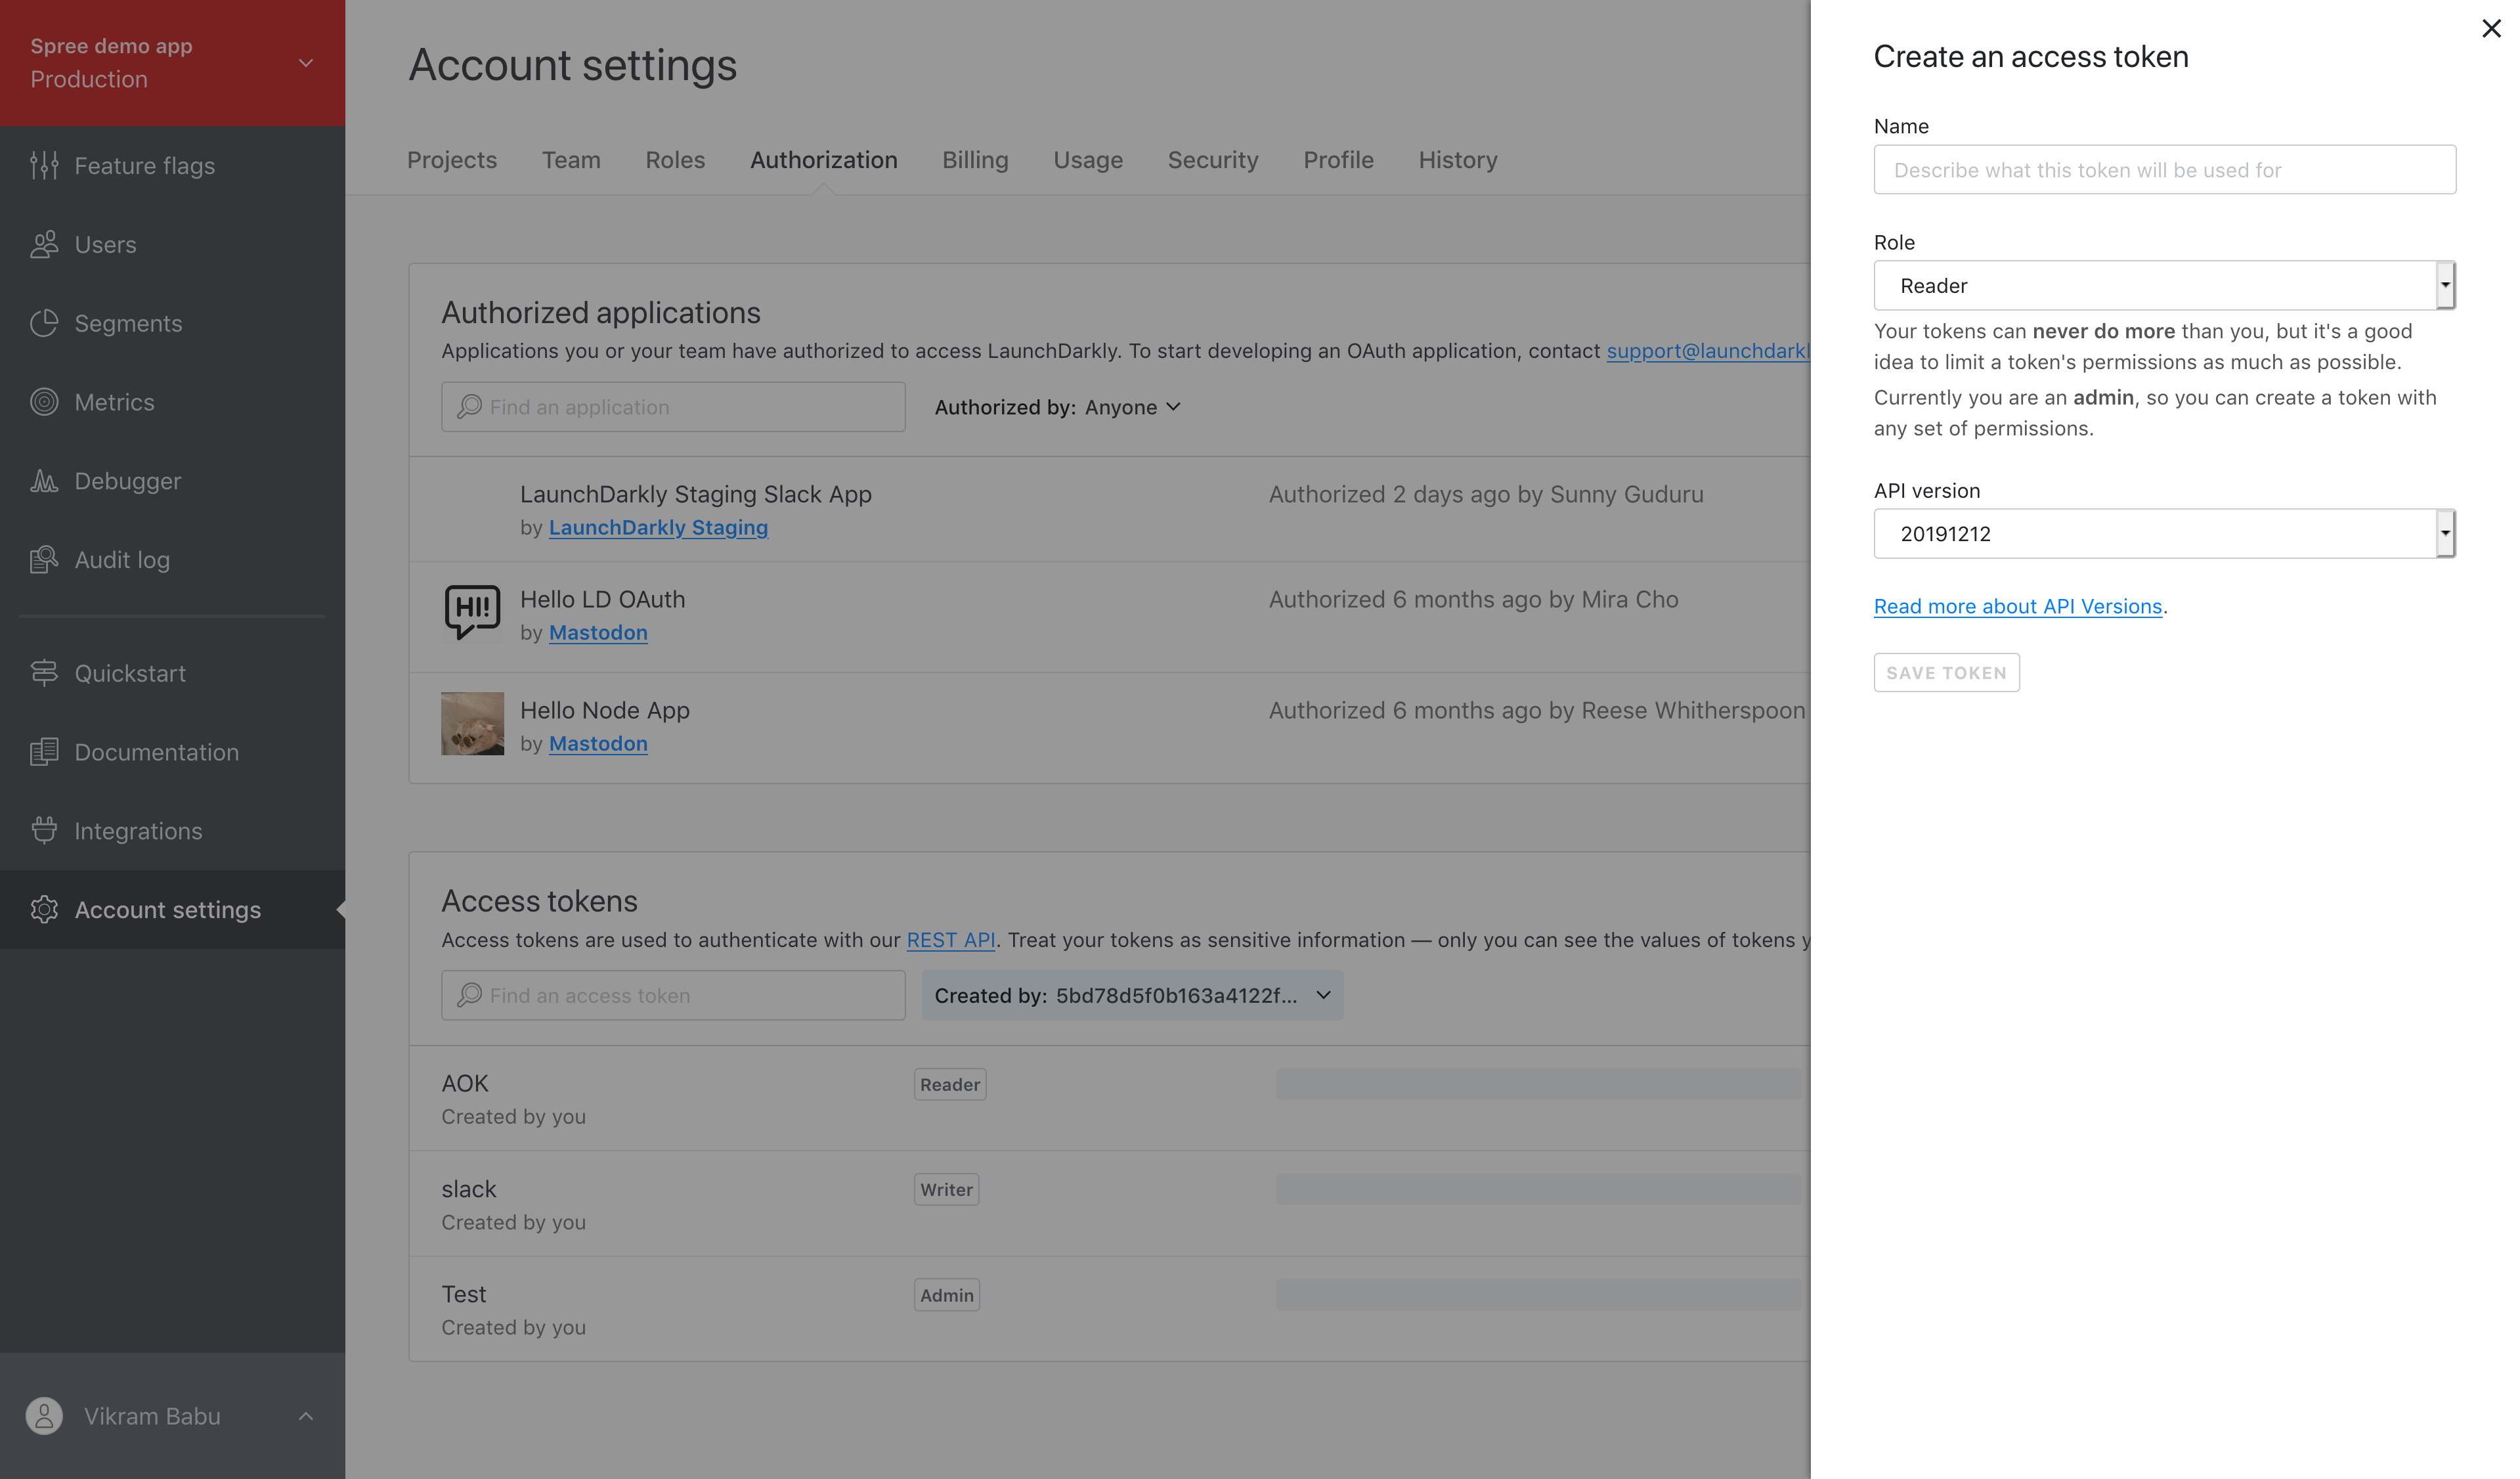 Spree demo app
Production
Feature flags
Users
Segments
Metrics
Debugger
Audit log
Quickstart
Documentation
Integrations
Account settings
Vikram Babu
Account settings
Projects Team Roles Authorization Billing Usage Security Profile History
Authorized applications
Applications you or your team have authorized to access LaunchDarkly. To start developing an OAuth application, contact support@launchdarkl
Find an application
Authorized by: Anyone
LaunchDarkly Staging Slack App
by LaunchDarkly Staging
Authorized 2 days ago by Sunny Guduru
HI!
Hello LD OAuth
by Mastodon
Authorized 6 months ago by Mira Cho
Hello Node App
by Mastodon
Authorized 6 months ago by Reese Whitherspoon
Access tokens
Access tokens are used to authenticate with our REST API. Treat your tokens as sensitive information — only you can see the values of tokens y
Find an access token
Created by: 5bd78d5f0b163a4122f...
AOK
Created by you
Reader
slack
Created by you
Writer
Test
Created by you
Admin
Create an access token
Name
Describe what this token will be used for
Role
Reader
Your tokens can never do more than you, but it's a good
idea to limit a token's permissions as much as possible.
Currently you are an admin, so you can create a token with
any set of permissions.
API version
20191212
Read more about API Versions.
SAVE TOKEN